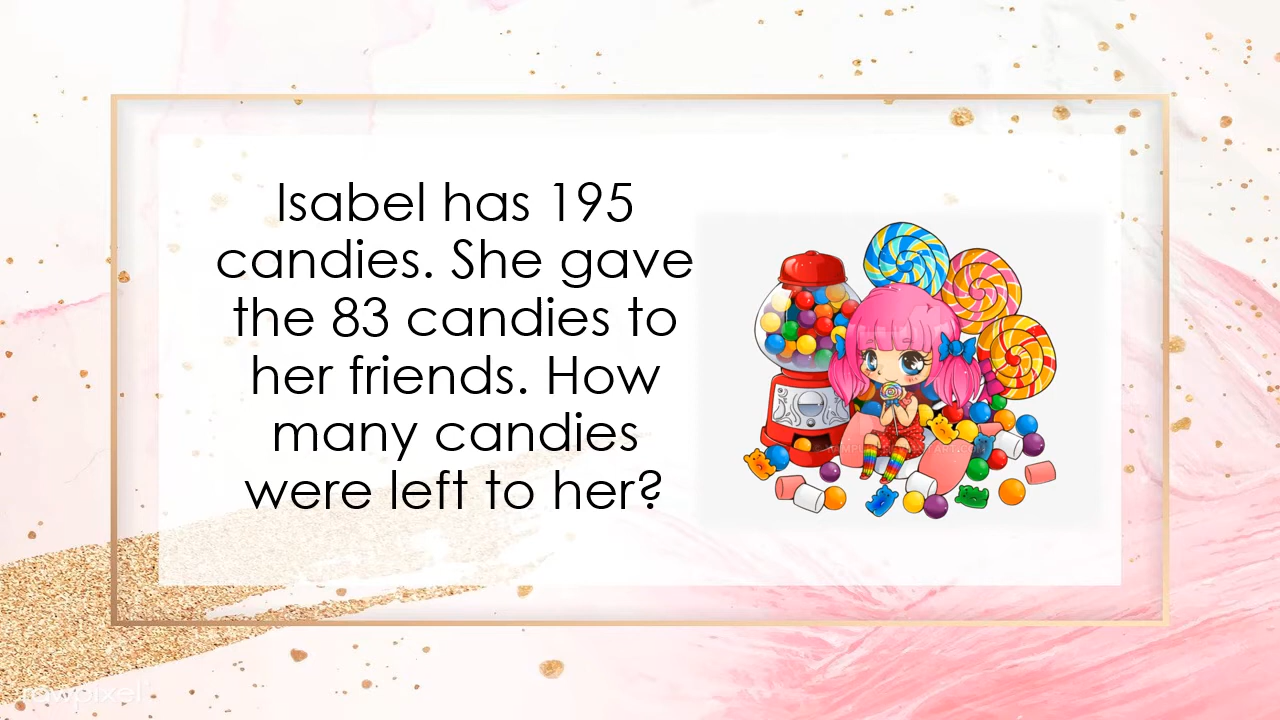 Isabel has 195
candies. She gave
the 83 candies to
her friends. How
many candies
were left to her?
rawpixel